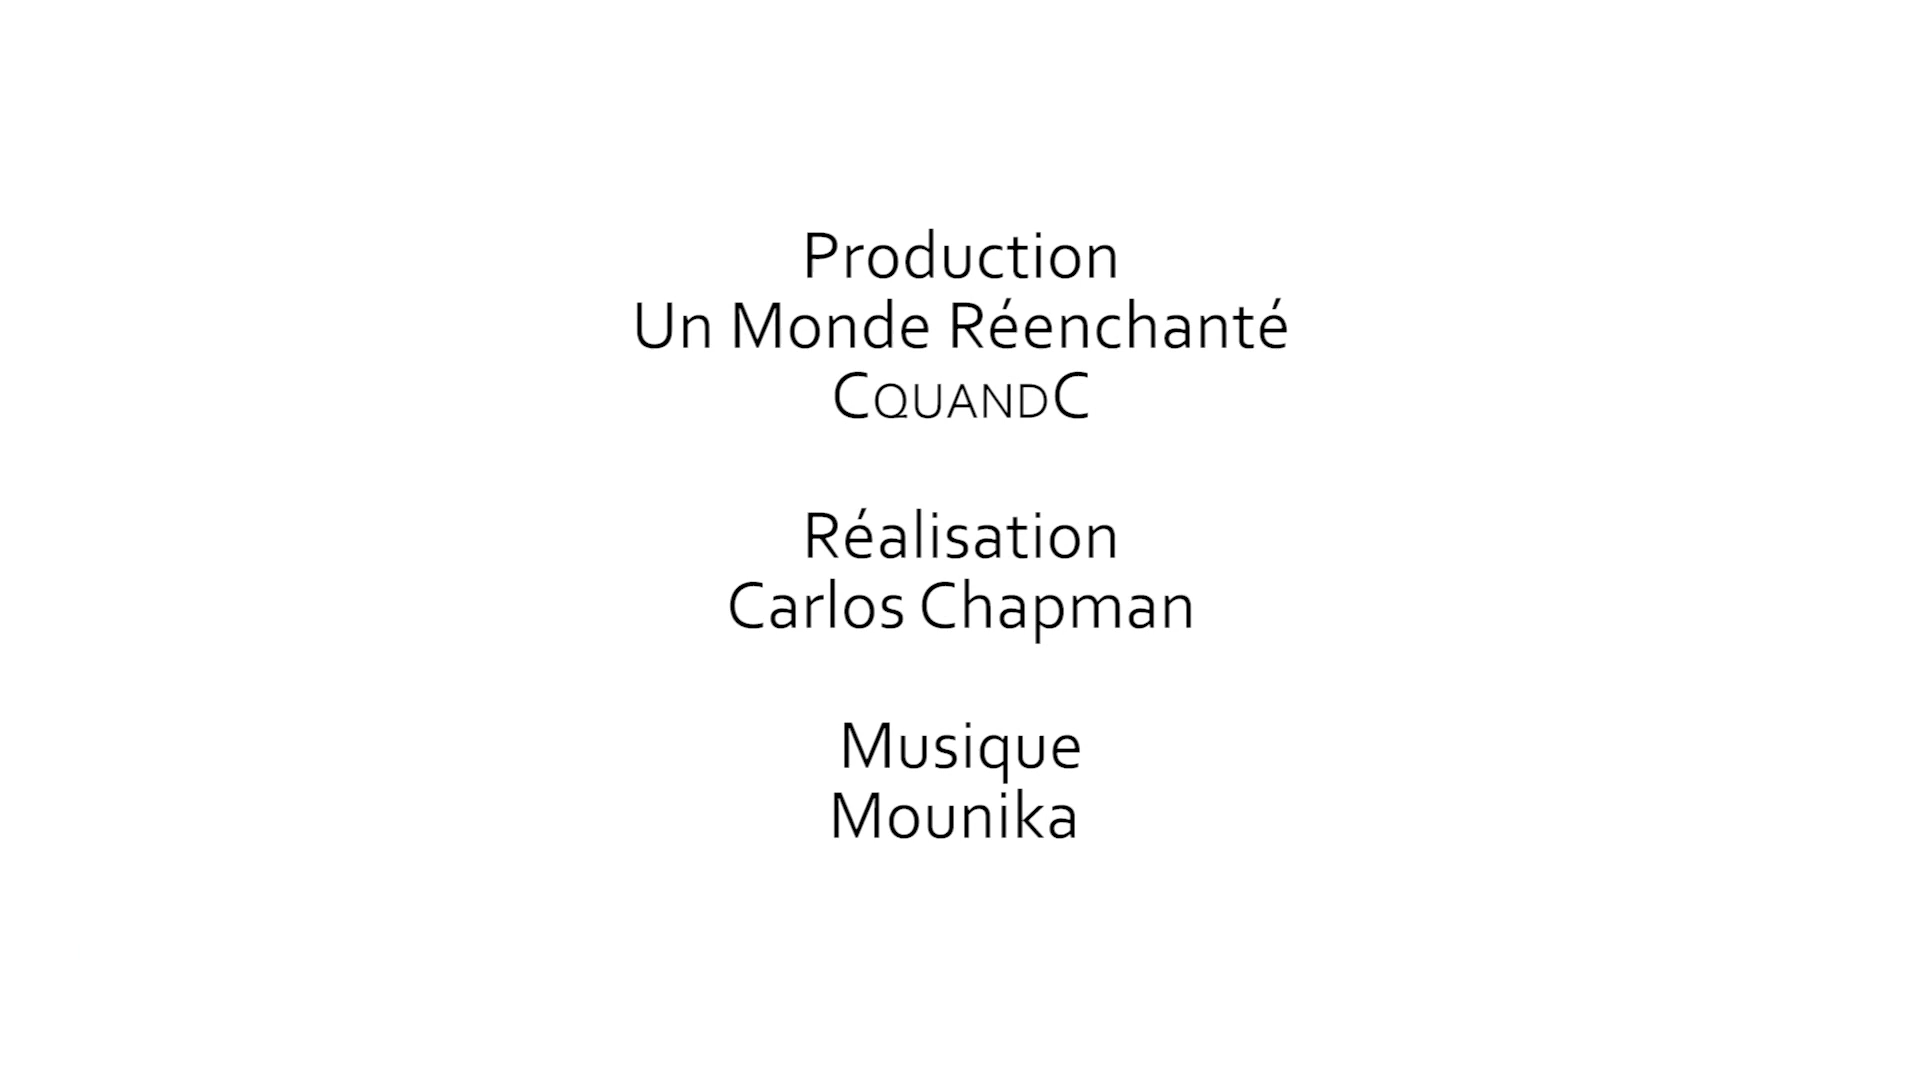 Production
Un Monde Réenchanté
CQUANDC
Réalisation
Carlos Chapman
Musique
Mounika